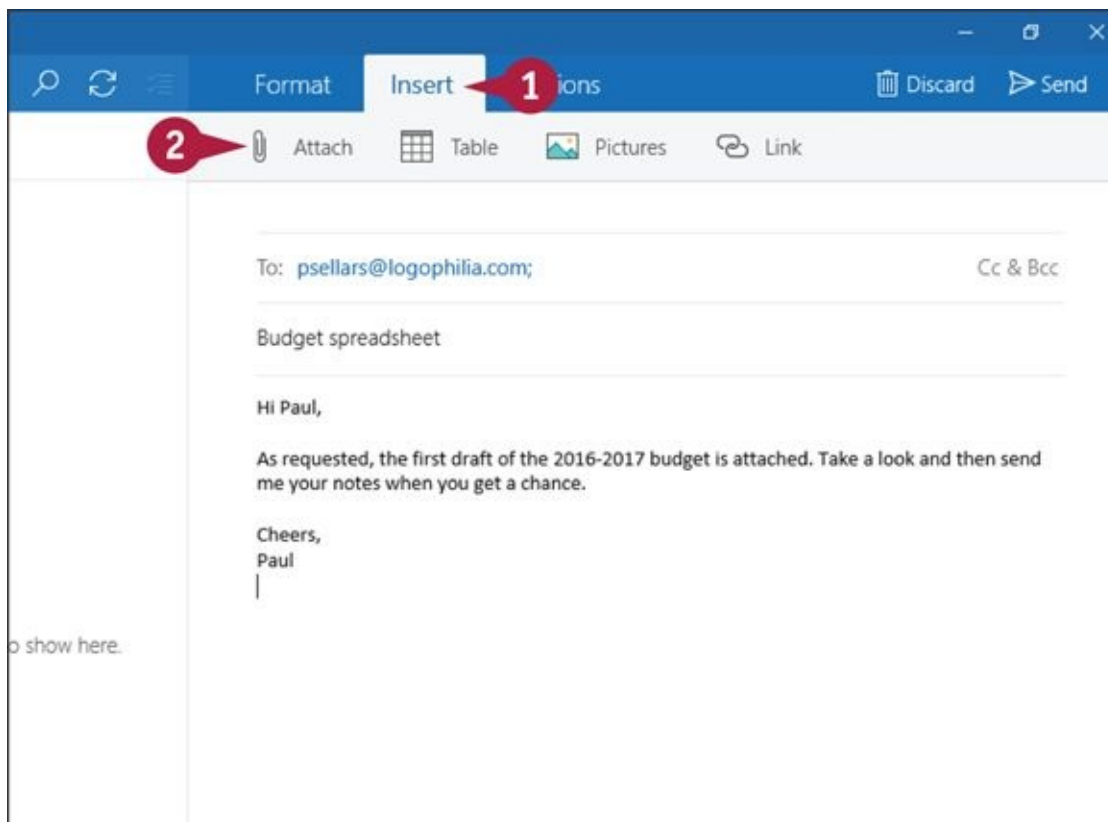 Format Insert 1 ions Discard Send
2 Attach Table Pictures Link
To: psellars@logophilia.com; Cc & Bcc
Budget spreadsheet
Hi Paul,
As requested, the first draft of the 2016-2017 budget is attached. Take a look and then send
me your notes when you get a chance.
Cheers,
Paul
o show here.